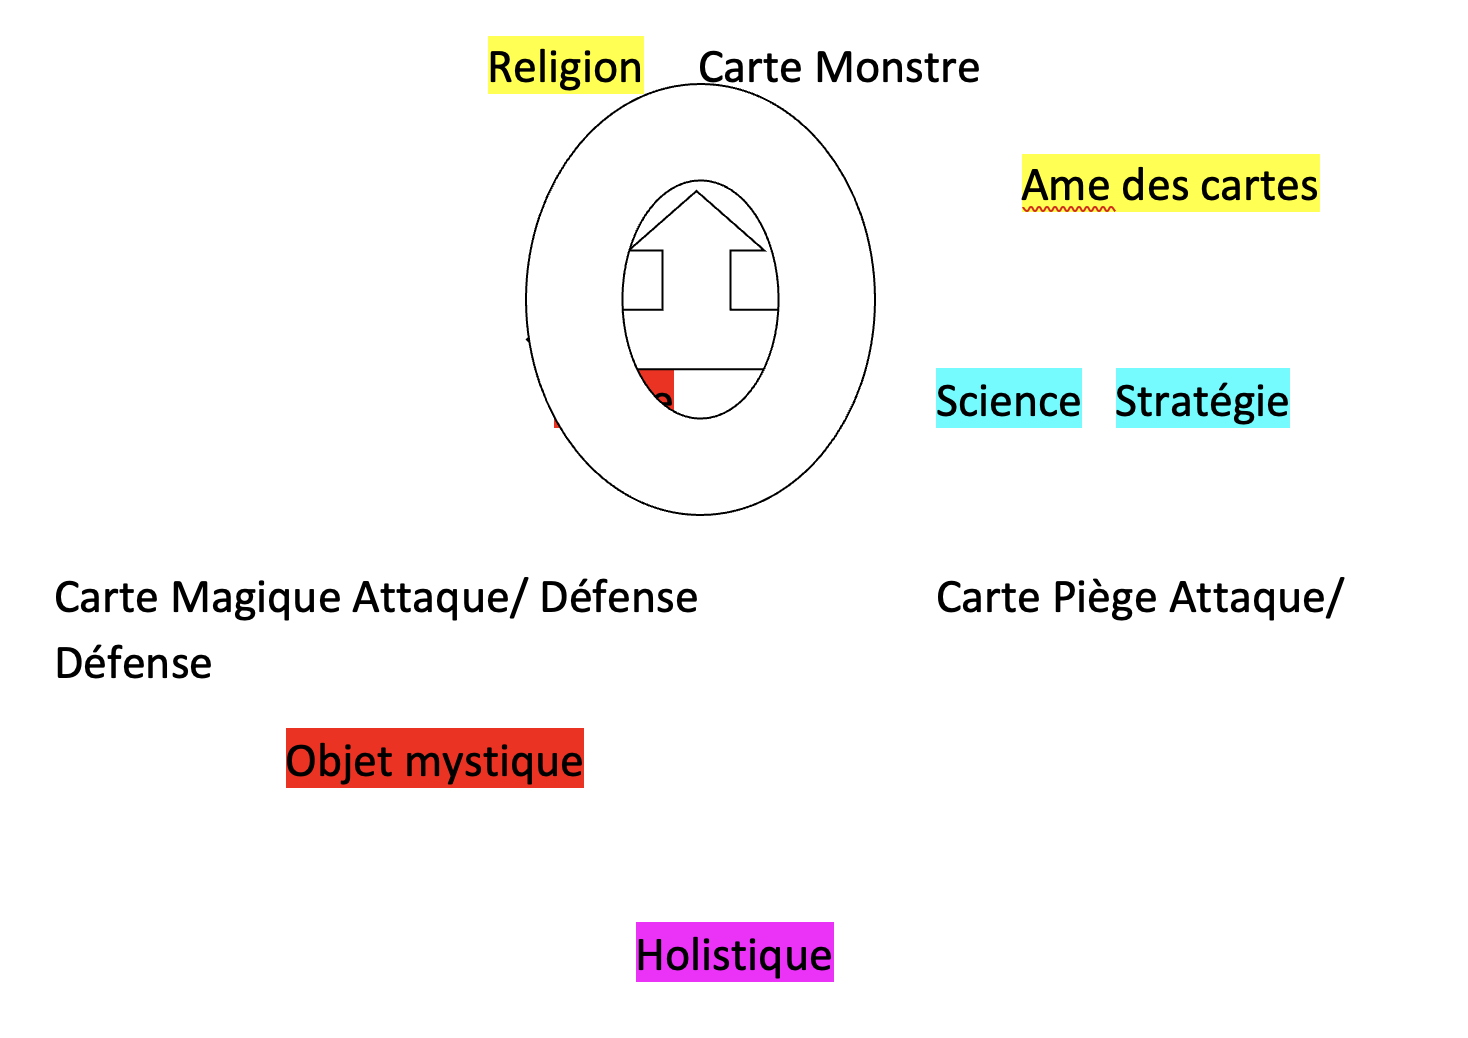 Religion Carte Monstre
Ame des cartes
Science Stratégie
Carte Magique Attaque/ Défense Carte Piège Attaque/
Défense
Objet mystique
Holistique